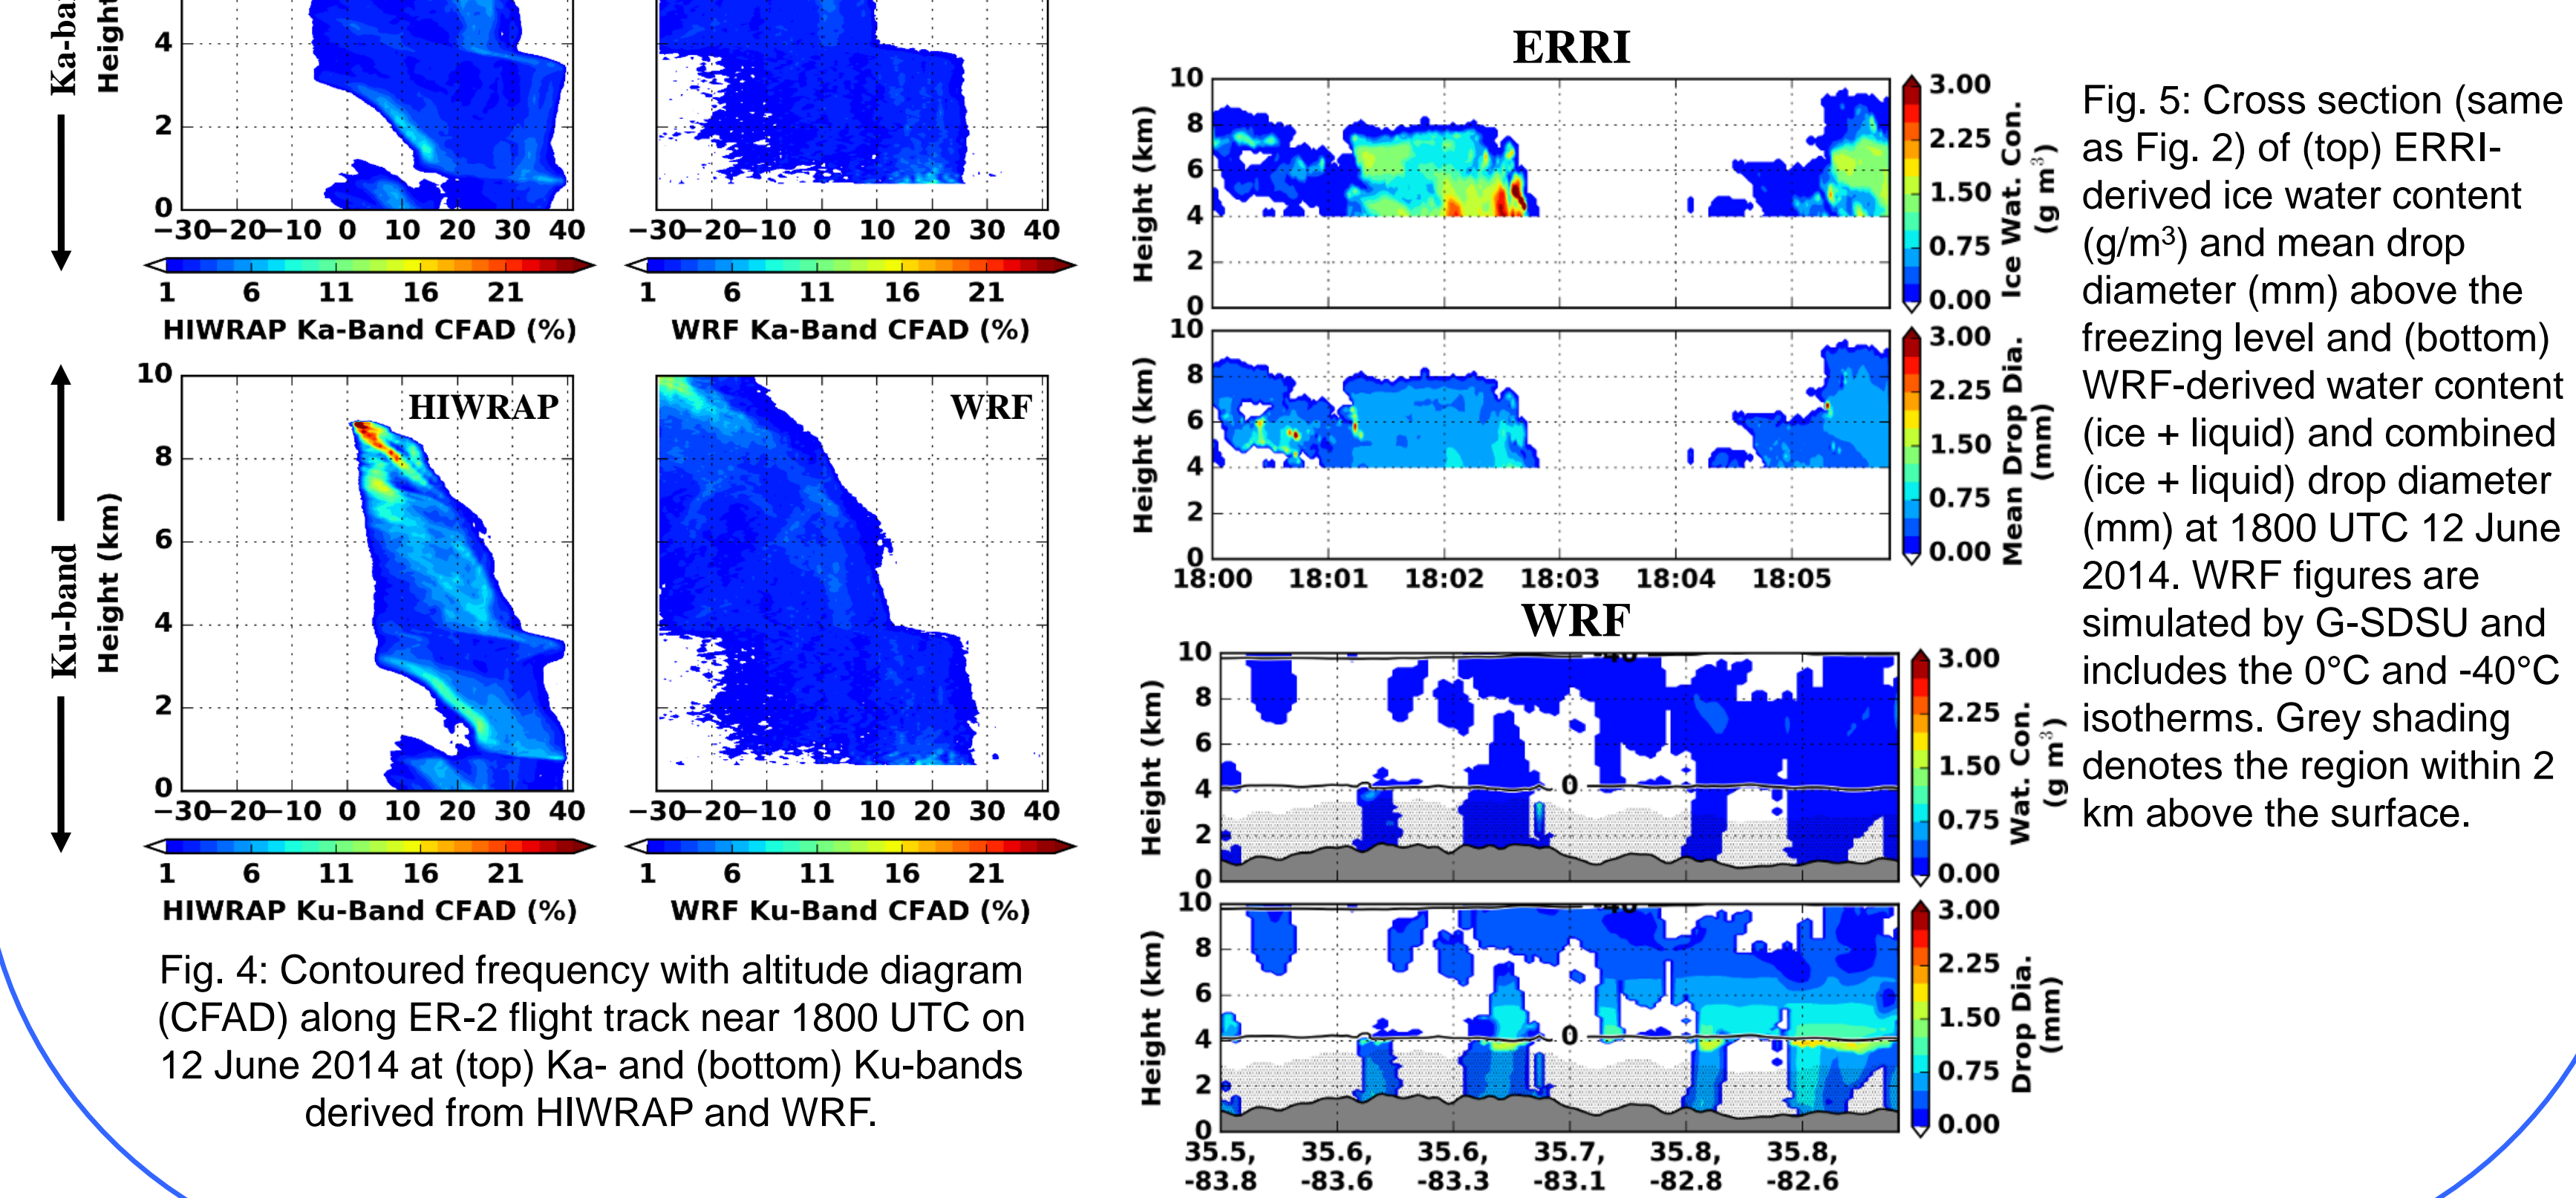 Ka-ba
Height
4
2
0
−30−20−10 0 10 20 30 40
1 6 11 16 21
HIWRAP Ka-Band CFAD (%)
−30−20−10 0 10 20 30 40
1 6 11 16 21
WRF Ka-Band CFAD (%)
Ku-band
Height (km)
10
8
6
4
2
0
HIWRAP
−30−20−10 0 10 20 30 40
1 6 11 16 21
HIWRAP Ku-Band CFAD (%)
WRF
−30−20−10 0 10 20 30 40
1 6 11 16 21
WRF Ku-Band CFAD (%)
Fig. 4: Contoured frequency with altitude diagram
(CFAD) along ER-2 flight track near 1800 UTC on
12 June 2014 at (top) Ka- and (bottom) Ku-bands
derived from HIWRAP and WRF.
ERRI
Height (km)
10
8
6
4
2
0
3.00
2.25
1.50
0.75
0.00
Ice Wat. Con.
(g m³)
Height (km)
10
8
6
4
2
0
18:00 18:01 18:02 18:03 18:04 18:05
3.00
2.25
1.50
0.75
0.00
Mean Drop Dia.
(mm)
WRF
Height (km)
10
8
6
4
2
0
-40
0
3.00
2.25
1.50
0.75
0.00
Wat. Con.
(g m³)
Height (km)
10
8
6
4
2
0
-40
0
3.00
2.25
1.50
0.75
0.00
Drop Dia.
(mm)
35.5, 35.6, 35.6, 35.7, 35.8, 35.8,
-83.8 -83.6 -83.3 -83.1 -82.8 -82.6
Fig. 5: Cross section (same
as Fig. 2) of (top) ERRI-
derived ice water content
(g/m³) and mean drop
diameter (mm) above the
freezing level and (bottom)
WRF-derived water content
(ice + liquid) and combined
(ice + liquid) drop diameter
(mm) at 1800 UTC 12 June
2014. WRF figures are
simulated by G-SDSU and
includes the 0°C and -40°C
isotherms. Grey shading
denotes the region within 2
km above the surface.